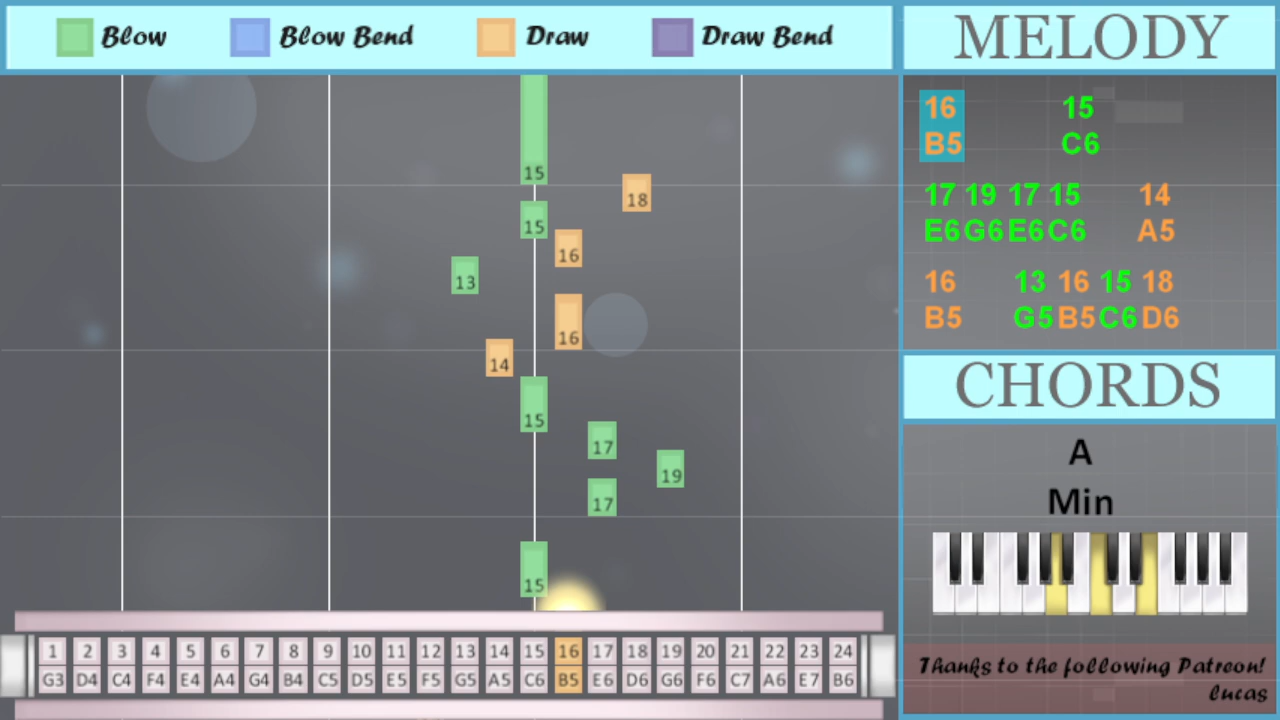 Blow Blow Bend Draw Draw Bend
MELODY
16 15
B5 C6
17 19 17 15 14
E6 G6 E6 C6 A5
16 13 16 15 18
B5 G5 B5 C6 D6
15
18
15
16
13
16
14
15
17
19
17
15
CHORDS
A
Min
Thanks to the following Patreon!
lucas
1 2 3 4 5 6 7 8 9 10 11 12 13 14 15 16 17 18 19 20 21 22 23 24
G3 D4 C4 F4 E4 A4 G4 B4 C5 D5 E5 F5 G5 A5 C6 B5 E6 D6 G6 F6 C7 A6 E7 B6